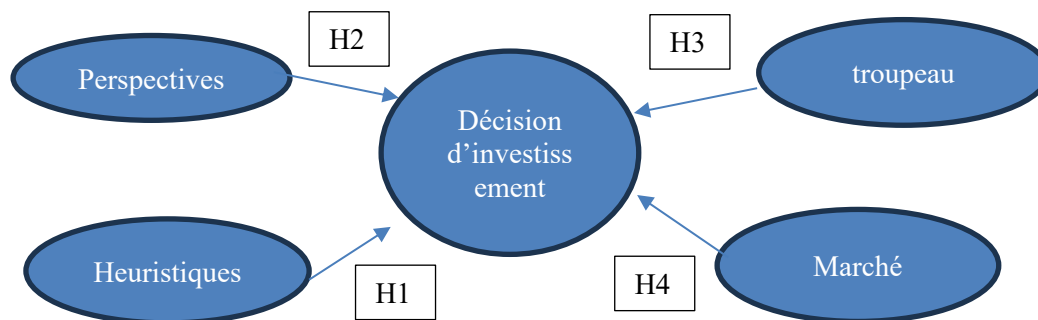 H2
H3
Perspectives
troupeau
Décision
d’investiss
ement
Heuristiques
Marché
H1
H4